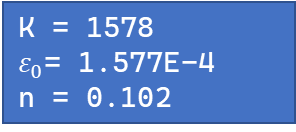 K = 1578
ε₀= 1.577E-4
n = 0.102